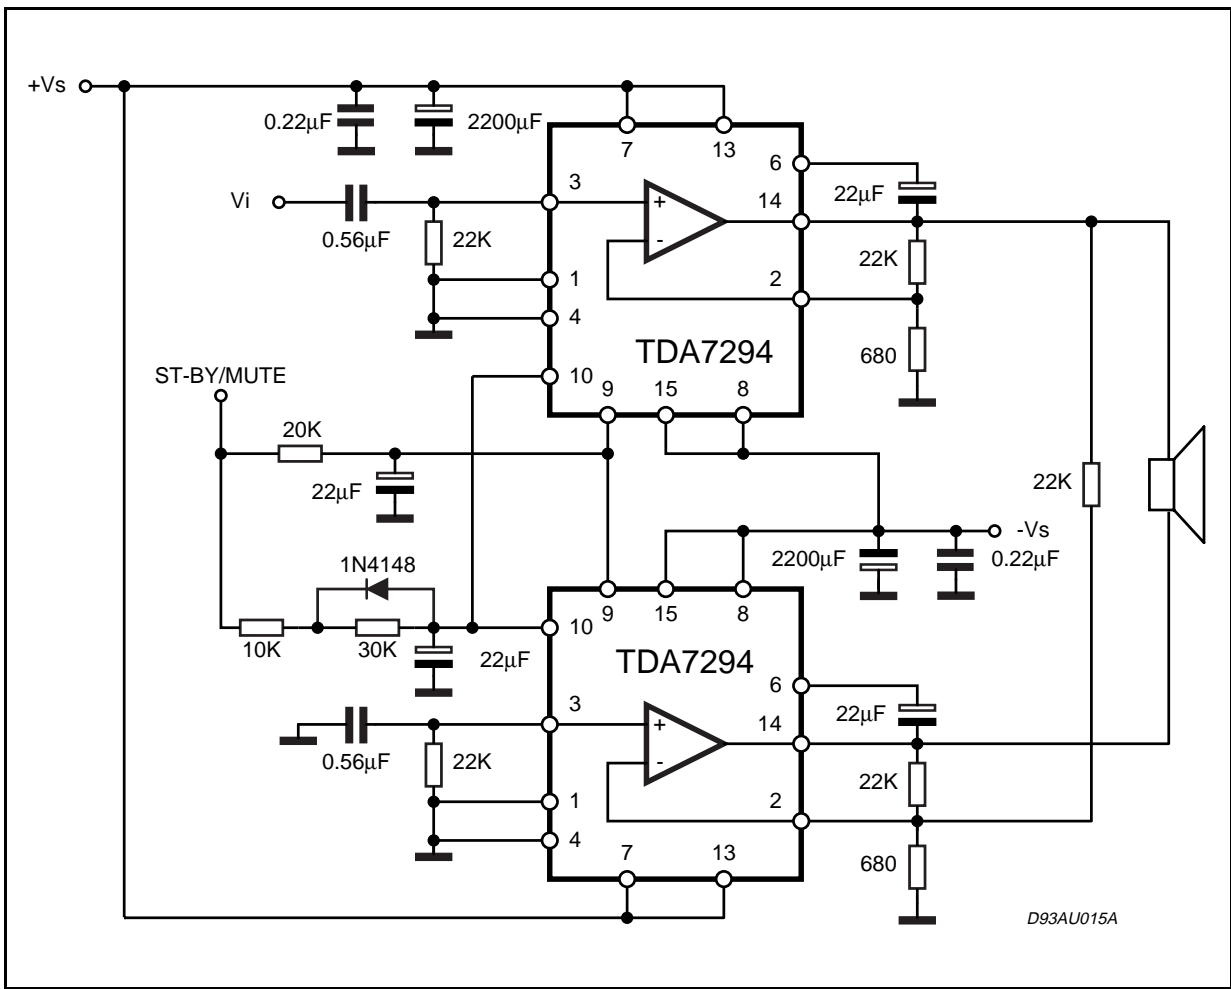 +Vs
0.22µF
2200µF
7
13
6
3
14
22µF
Vi
+
0.56µF
22K
-
22K
1
2
4
TDA7294
680
ST-BY/MUTE
10
9
15
8
20K
22µF
22K
-Vs
2200µF
0.22µF
1N4148
9
15
8
10
10K
30K
22µF
TDA7294
6
3
22µF
+
14
0.56µF
22K
-
22K
1
2
4
7
13
680
D93AU015A